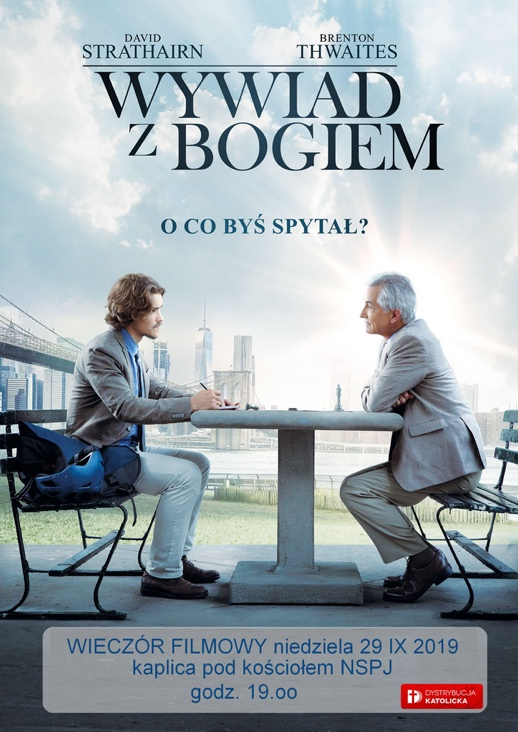 DAVID
STRATHAIRN
BRENTON
THWAITES
WYWIAD
Z BOGIEM
O CO BYŚ SPYTAŁ?
WIECZÓR FILMOWY niedziela 29 IX 2019
kaplica pod kościołem NSPJ
godz. 19.oo
DYSTRYBUCJA
KATOLICKA